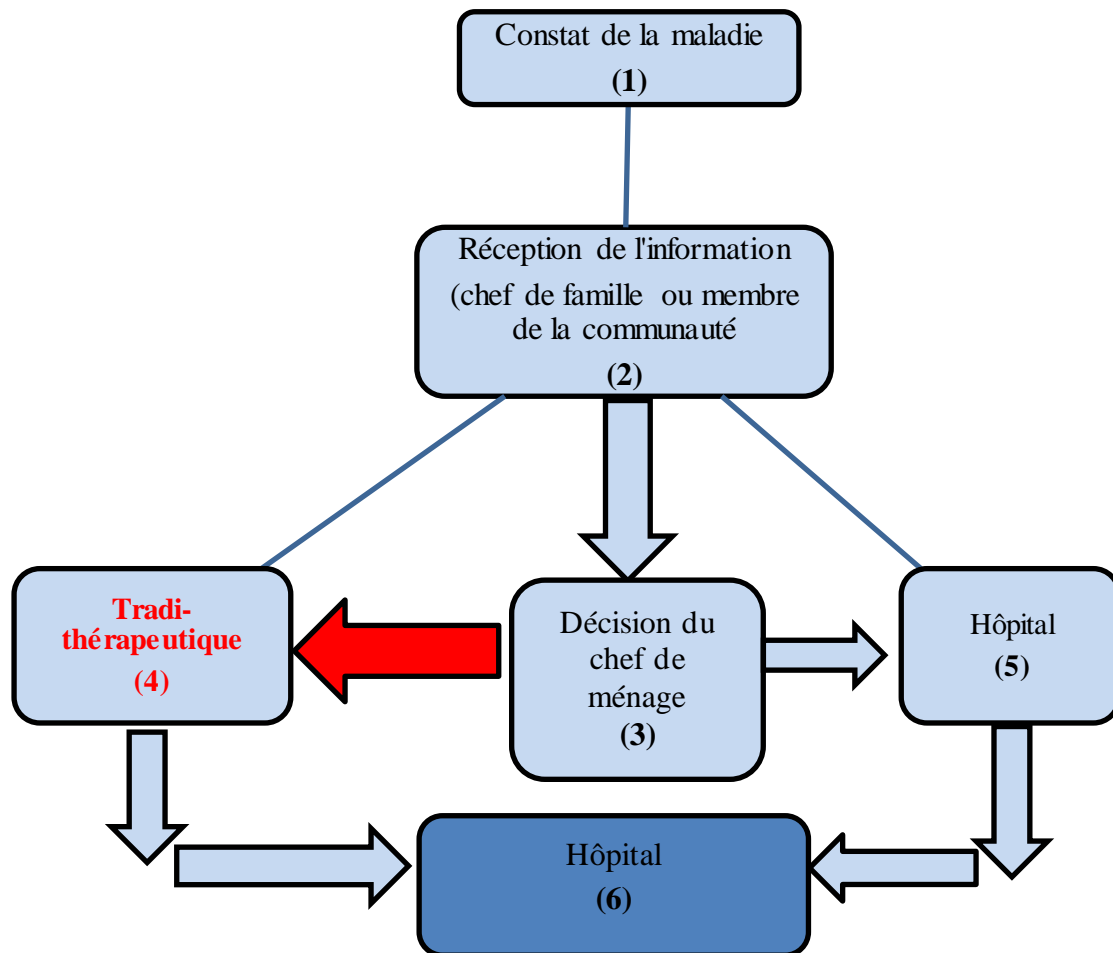 Constat de la maladie
(1)
Réception de l'information
(chef de famille ou membre
de la communauté
(2)
Tradi-
thérapeutique
(4)
Décision du
chef de
ménage
(3)
Hôpital
(5)
Hôpital
(6)